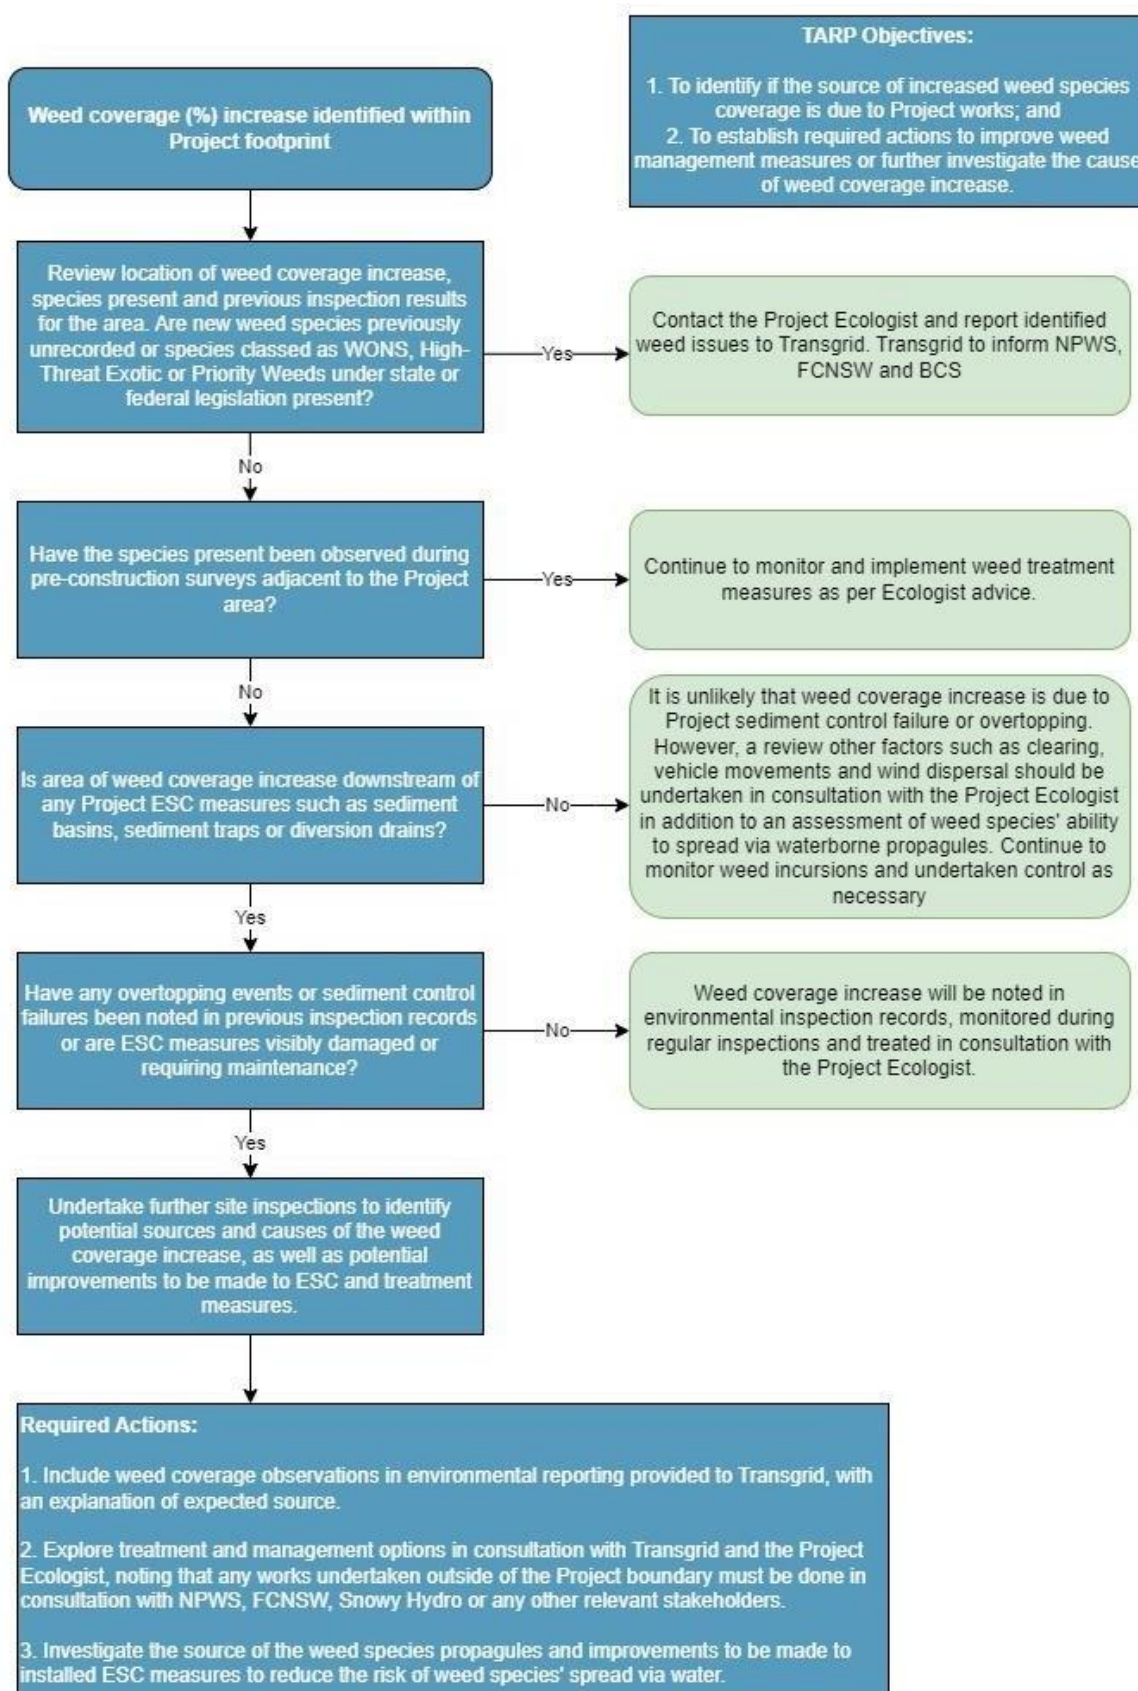 TARP Objectives:
1. To identify if the source of increased weed species
coverage is due to Project works; and
2. To establish required actions to improve weed
management measures or further investigate the cause
of weed coverage increase.
Weed coverage (%) increase identified within
Project footprint
Review location of weed coverage increase,
species present and previous inspection results
for the area. Are new weed species previously
unrecorded or species classed as WONS, High-
Threat Exotic or Priority Weeds under state or
federal legislation present?
Yes
Contact the Project Ecologist and report identified
weed issues to Transgrid. Transgrid to inform NPWS,
FCNSW and BCS
No
Have the species present been observed during
pre-construction surveys adjacent to the Project
area?
Yes
Continue to monitor and implement weed treatment
measures as per Ecologist advice.
No
Is area of weed coverage increase downstream of
any Project ESC measures such as sediment
basins, sediment traps or diversion drains?
No
It is unlikely that weed coverage increase is due to
Project sediment control failure or overtopping.
However, a review other factors such as clearing,
vehicle movements and wind dispersal should be
undertaken in consultation with the Project Ecologist
in addition to an assessment of weed species' ability
to spread via waterborne propagules. Continue to
monitor weed incursions and undertaken control as
necessary
Yes
Have any overtopping events or sediment control
failures been noted in previous inspection records
or are ESC measures visibly damaged or
requiring maintenance?
No
Weed coverage increase will be noted in
environmental inspection records, monitored during
regular inspections and treated in consultation with
the Project Ecologist.
Yes
Undertake further site inspections to identify
potential sources and causes of the weed
coverage increase, as well as potential
improvements to be made to ESC and treatment
measures.
Required Actions:
1. Include weed coverage observations in environmental reporting provided to Transgrid, with
an explanation of expected source.
2. Explore treatment and management options in consultation with Transgrid and the Project
Ecologist, noting that any works undertaken outside of the Project boundary must be done in
consultation with NPWS, FCNSW, Snowy Hydro or any other relevant stakeholders.
3. Investigate the source of the weed species propagules and improvements to be made to
installed ESC measures to reduce the risk of weed species' spread via water.